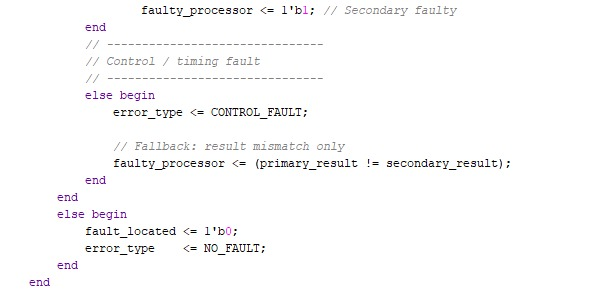 faulty_processor <= 1'b1; // Secondary faulty
end
// -----------------------------
// Control / timing fault
// -----------------------------
else begin
error_type <= CONTROL_FAULT;
// Fallback: result mismatch only
faulty_processor <= (primary_result != secondary_result);
end
end
else begin
fault_located <= 1'b0;
error_type    <= NO_FAULT;
end
end